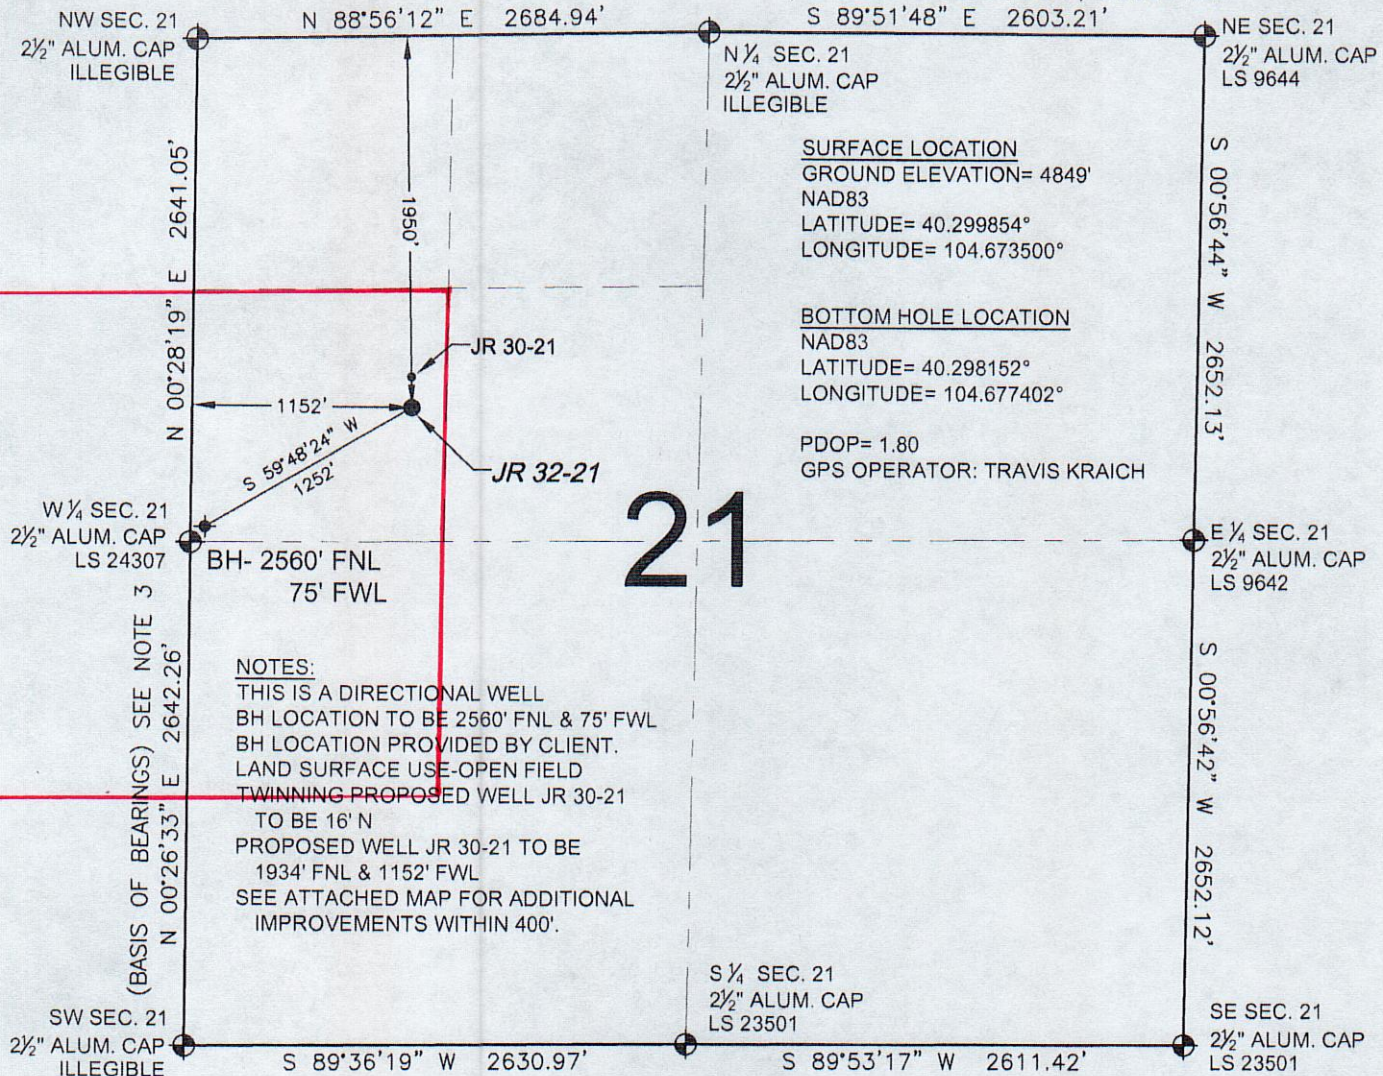 NW SEC. 21
2½" ALUM. CAP
ILLEGIBLE
N 88°56'12" E 2684.94'
S 89°51'48" E 2603.21'
NE SEC. 21
2½" ALUM. CAP
LS 9644
N ¼ SEC. 21
2½" ALUM. CAP
ILLEGIBLE
N 00°28'19" E 2641.05'
1950'
SURFACE LOCATION
GROUND ELEVATION= 4849'
NAD83
LATITUDE= 40.299854°
LONGITUDE= 104.673500°
S 00°56'44" W 2652.13'
BOTTOM HOLE LOCATION
NAD83
LATITUDE= 40.298152°
LONGITUDE= 104.677402°
PDOP= 1.80
GPS OPERATOR: TRAVIS KRAICH
JR 30-21
1152'
JR 32-21
S 59°48'24" W
1252'
21
W ¼ SEC. 21
2½" ALUM. CAP
LS 24307
BH- 2560' FNL
75' FWL
E ¼ SEC. 21
2½" ALUM. CAP
LS 9642
(BASIS OF BEARINGS) SEE NOTE 3
N 00°26'33" E 2642.26'
NOTES:
THIS IS A DIRECTIONAL WELL
BH LOCATION TO BE 2560' FNL & 75' FWL
BH LOCATION PROVIDED BY CLIENT.
LAND SURFACE USE-OPEN FIELD
TWINNING PROPOSED WELL JR 30-21
TO BE 16' N
PROPOSED WELL JR 30-21 TO BE
1934' FNL & 1152' FWL
SEE ATTACHED MAP FOR ADDITIONAL
IMPROVEMENTS WITHIN 400'.
S 00°56'42" W 2652.12'
SW SEC. 21
2½" ALUM. CAP
ILLEGIBLE
S 89°36'19" W 2630.97'
S ¼ SEC. 21
2½" ALUM. CAP
LS 23501
S 89°53'17" W 2611.42'
SE SEC. 21
2½" ALUM. CAP
LS 23501